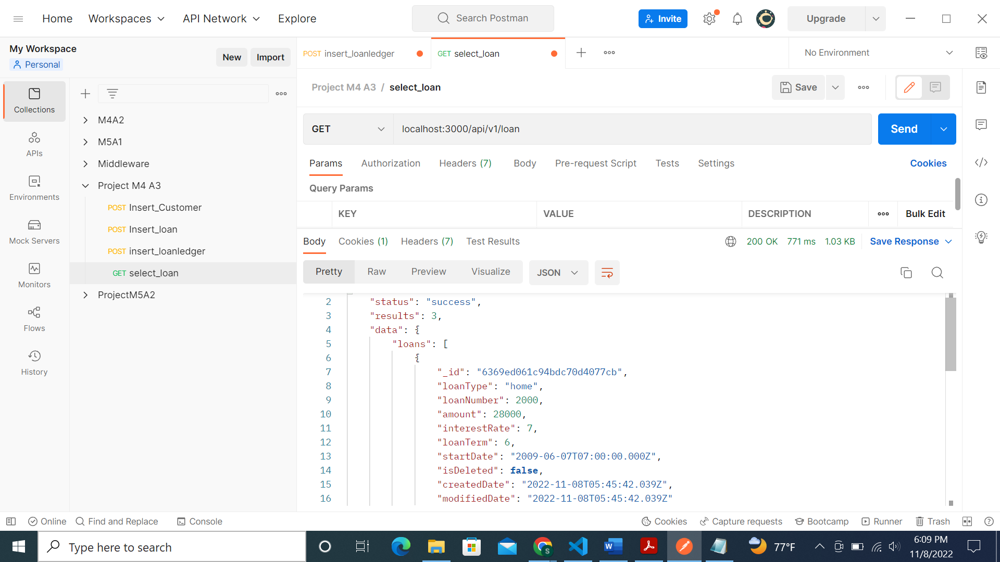 Home Workspaces API Network Explore Search Postman Invite Upgrade
My Workspace
Personal
New Import
POST insert_loanledger GET select_loan No Environment
Project M4 A3 / select_loan Save
GET localhost:3000/api/v1/loan Send
Params Authorization Headers (7) Body Pre-request Script Tests Settings Cookies
Query Params
KEY VALUE DESCRIPTION Bulk Edit
Collections
APIs
Environments
Mock Servers
Monitors
Flows
History
M4A2
M5A1
Middleware
Project M4 A3
POST Insert_Customer
POST Insert_loan
POST insert_loanledger
GET select_loan
ProjectM5A2
Body Cookies (1) Headers (7) Test Results 200 OK 771 ms 1.03 KB Save Response
Pretty Raw Preview Visualize JSON
2 "status": "success",
3 "results": 3,
4 "data": {
5 "loans": [
6 {
7 "_id": "6369ed061c94bdc70d4077cb",
8 "loanType": "home",
9 "loanNumber": 2000,
10 "amount": 28000,
11 "interestRate": 7,
12 "loanTerm": 6,
13 "startDate": "2009-06-07T07:00:00.000Z",
14 "isDeleted": false,
15 "createdDate": "2022-11-08T05:45:42.039Z",
16 "modifiedDate": "2022-11-08T05:45:42.039Z"
Online Find and Replace Console Cookies Capture requests Bootcamp Runner Trash
Type here to search 77°F 6:09 PM
11/8/2022